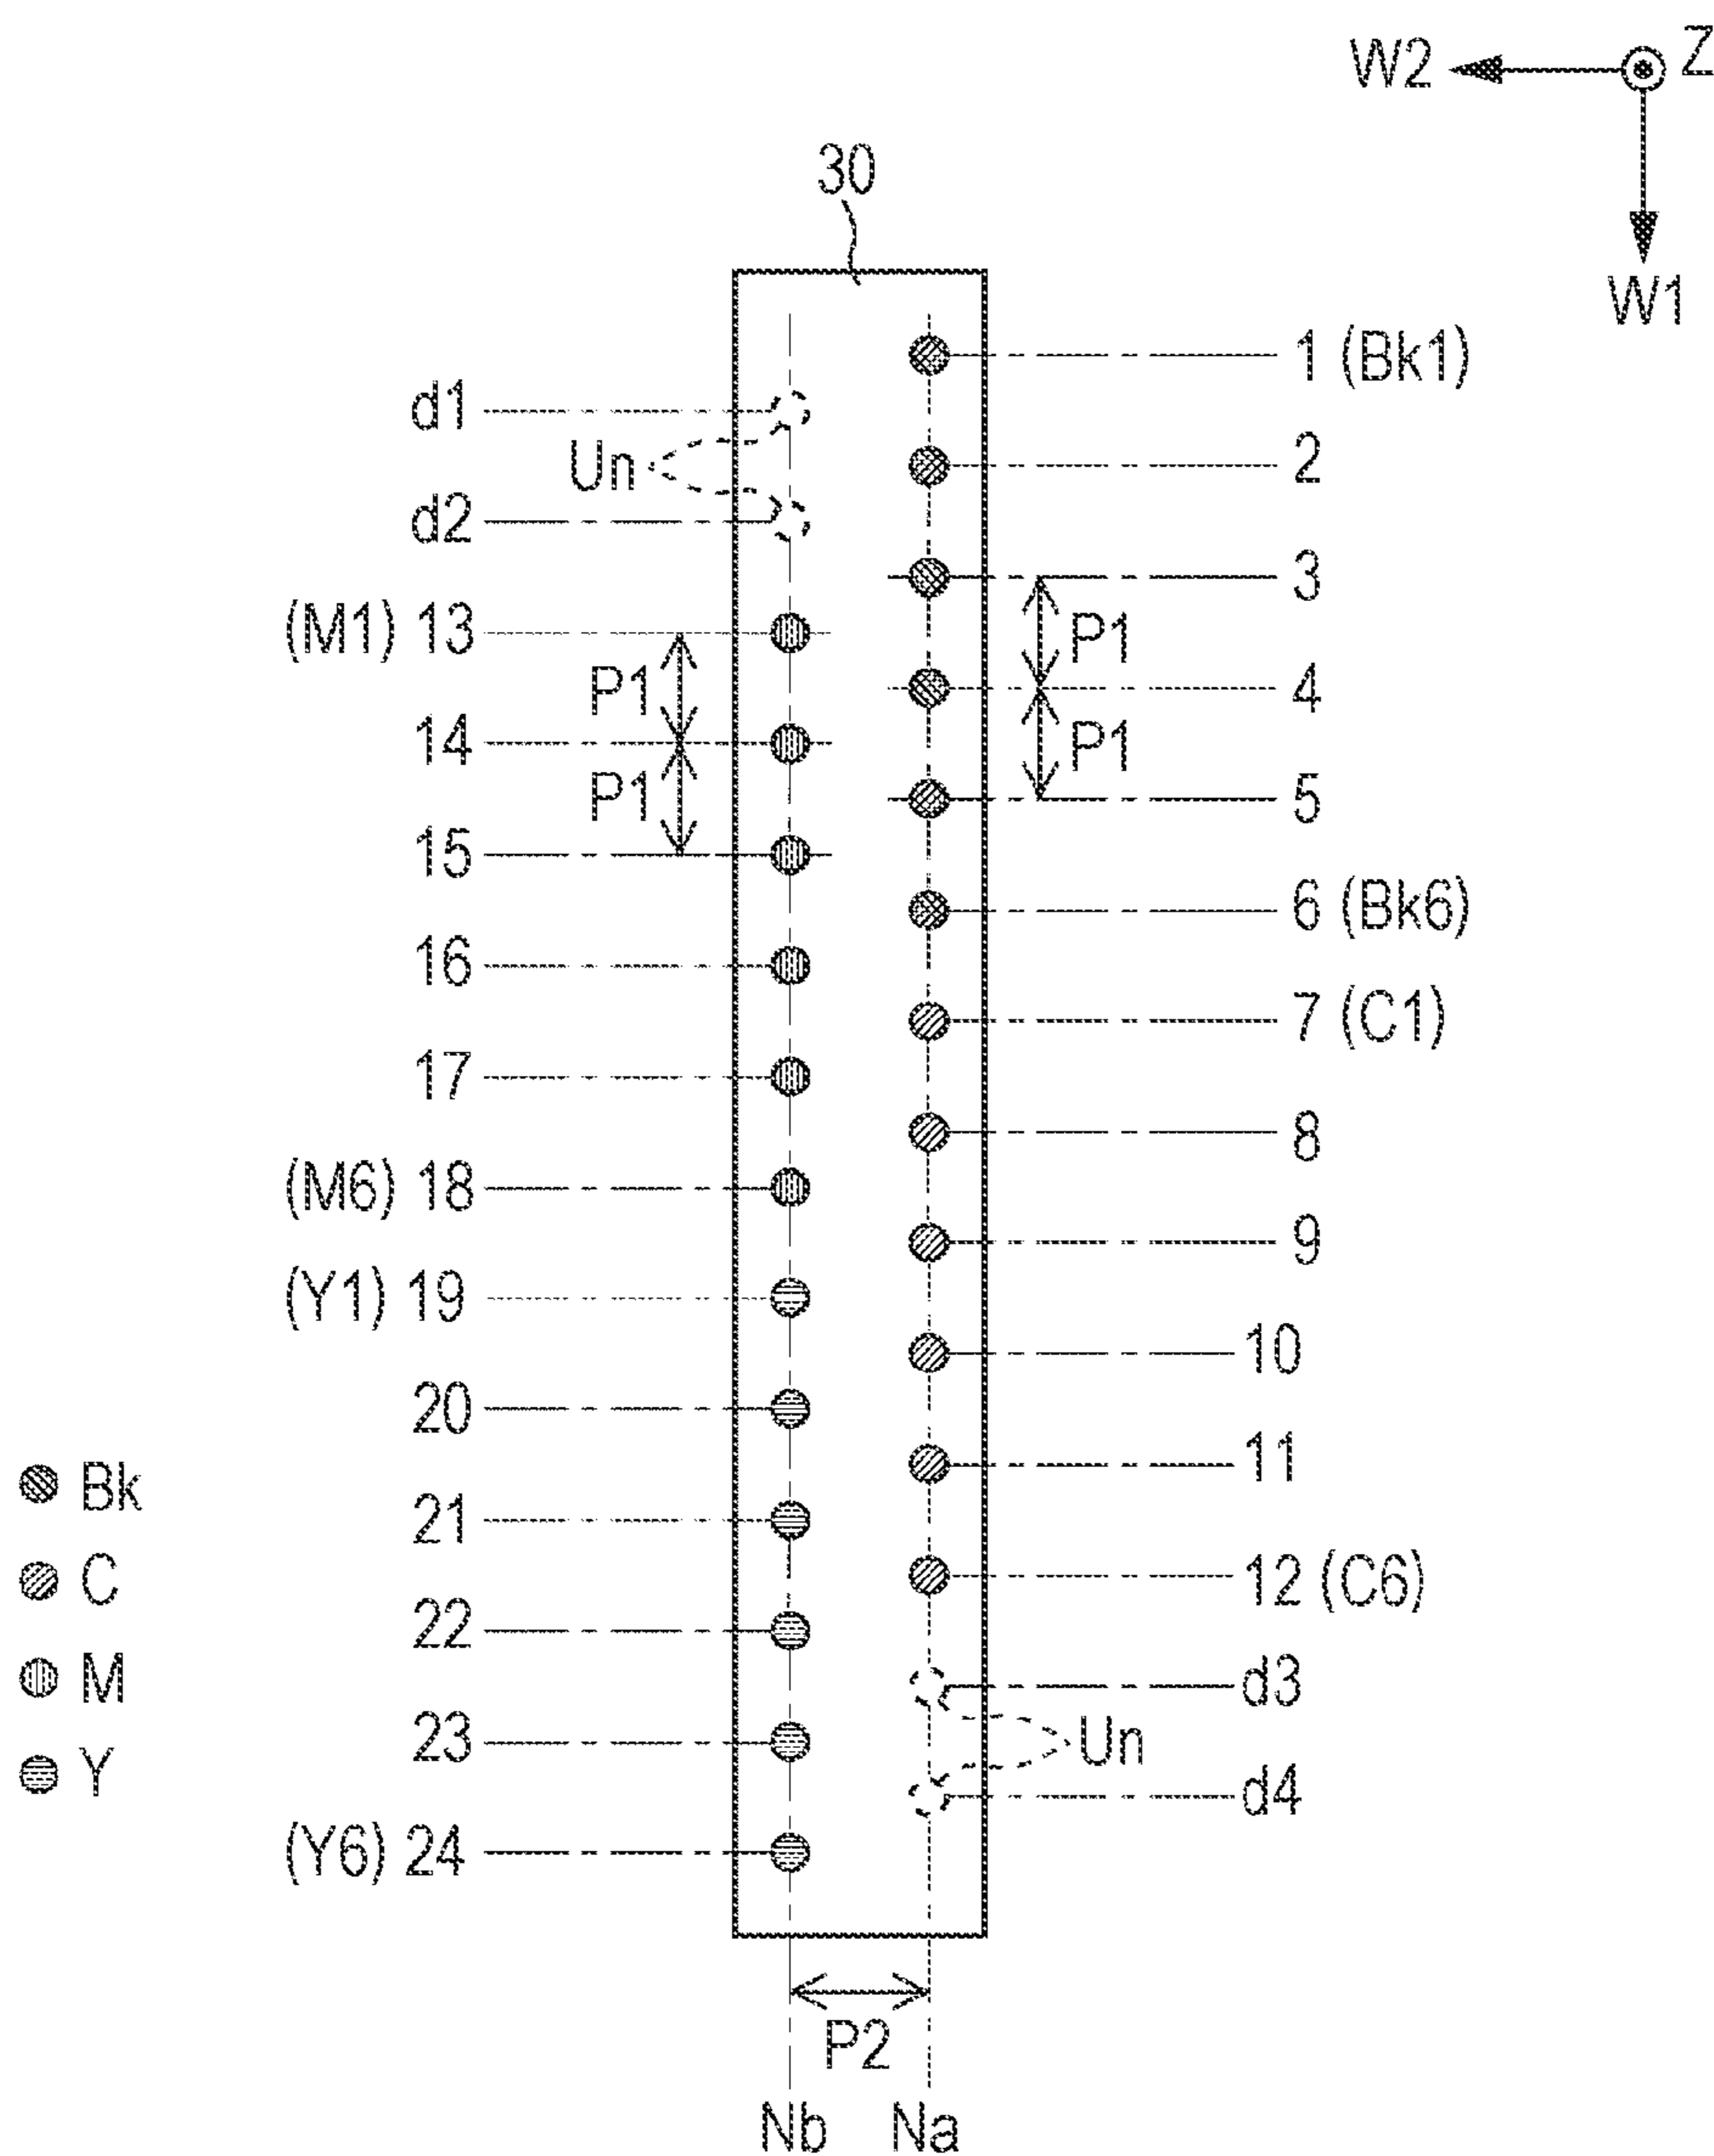 W2 Z
W1
30
1 (Bk1)
d1
Un
2
d2
3
(M1) 13
P1
P1
4
14
P1
P1
5
15
6 (Bk6)
16
7 (C1)
17
8
(M6) 18
9
(Y1) 19
10
20
11
Bk
21
12 (C6)
C
22
d3
M
Un
23
Y
d4
(Y6) 24
P2
Nb Na